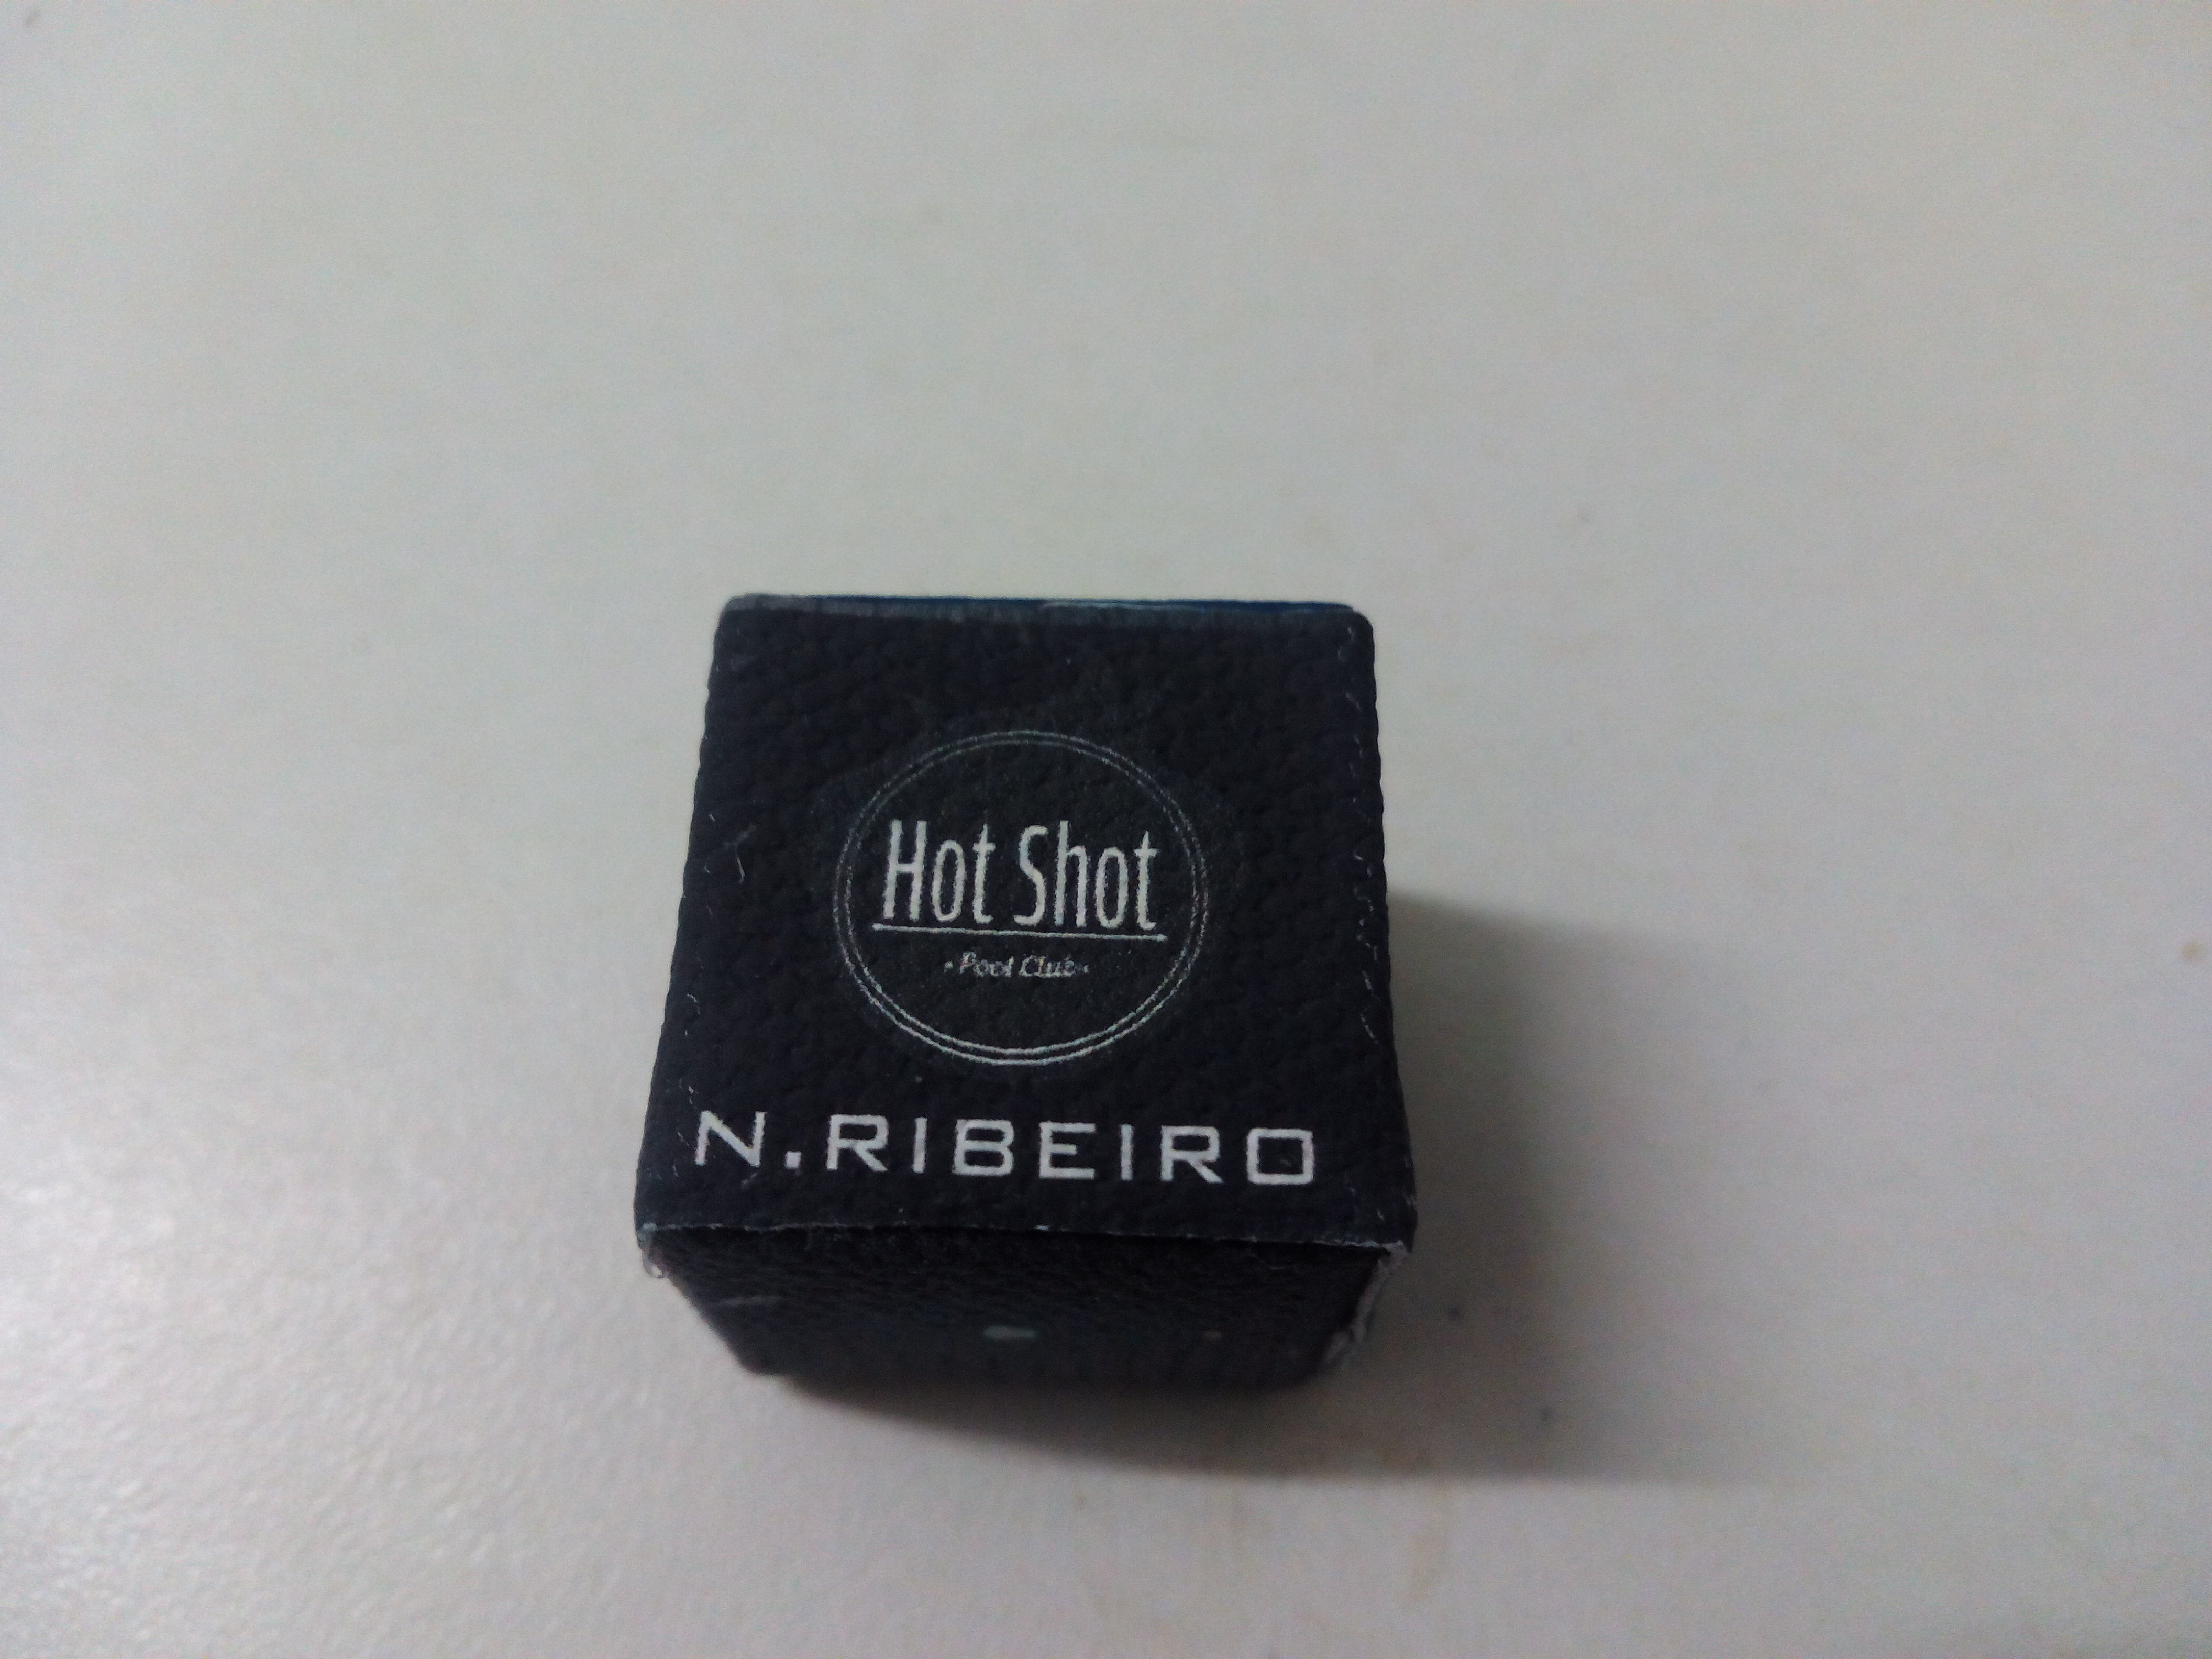 Hot Shot
• Pool Club •
N.RIBEIRO